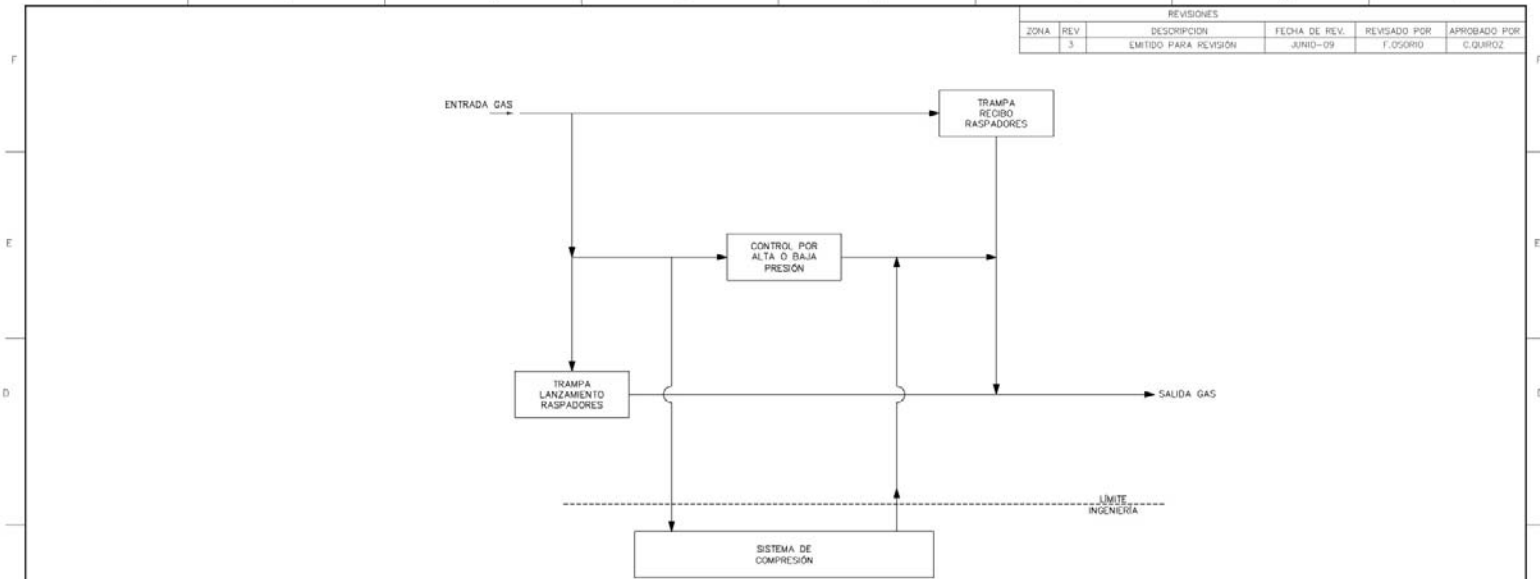 REVISIONES
ZONA REV DESCRIPCION FECHA DE REV. REVISADO POR APROBADO POR
3 EMITIDO PARA REVISIÓN JUNIO-09 F.OSORIO C.QUIROZ
F F
ENTRADA GAS
TRAMPA
RECIBO
RASPADORES
E E
CONTROL POR
ALTA O BAJA
PRESIÓN
D D
TRAMPA
LANZAMIENTO
RASPADORES
SALIDA GAS
LÍMITE
INGENIERÍA
SISTEMA DE
COMPRESIÓN